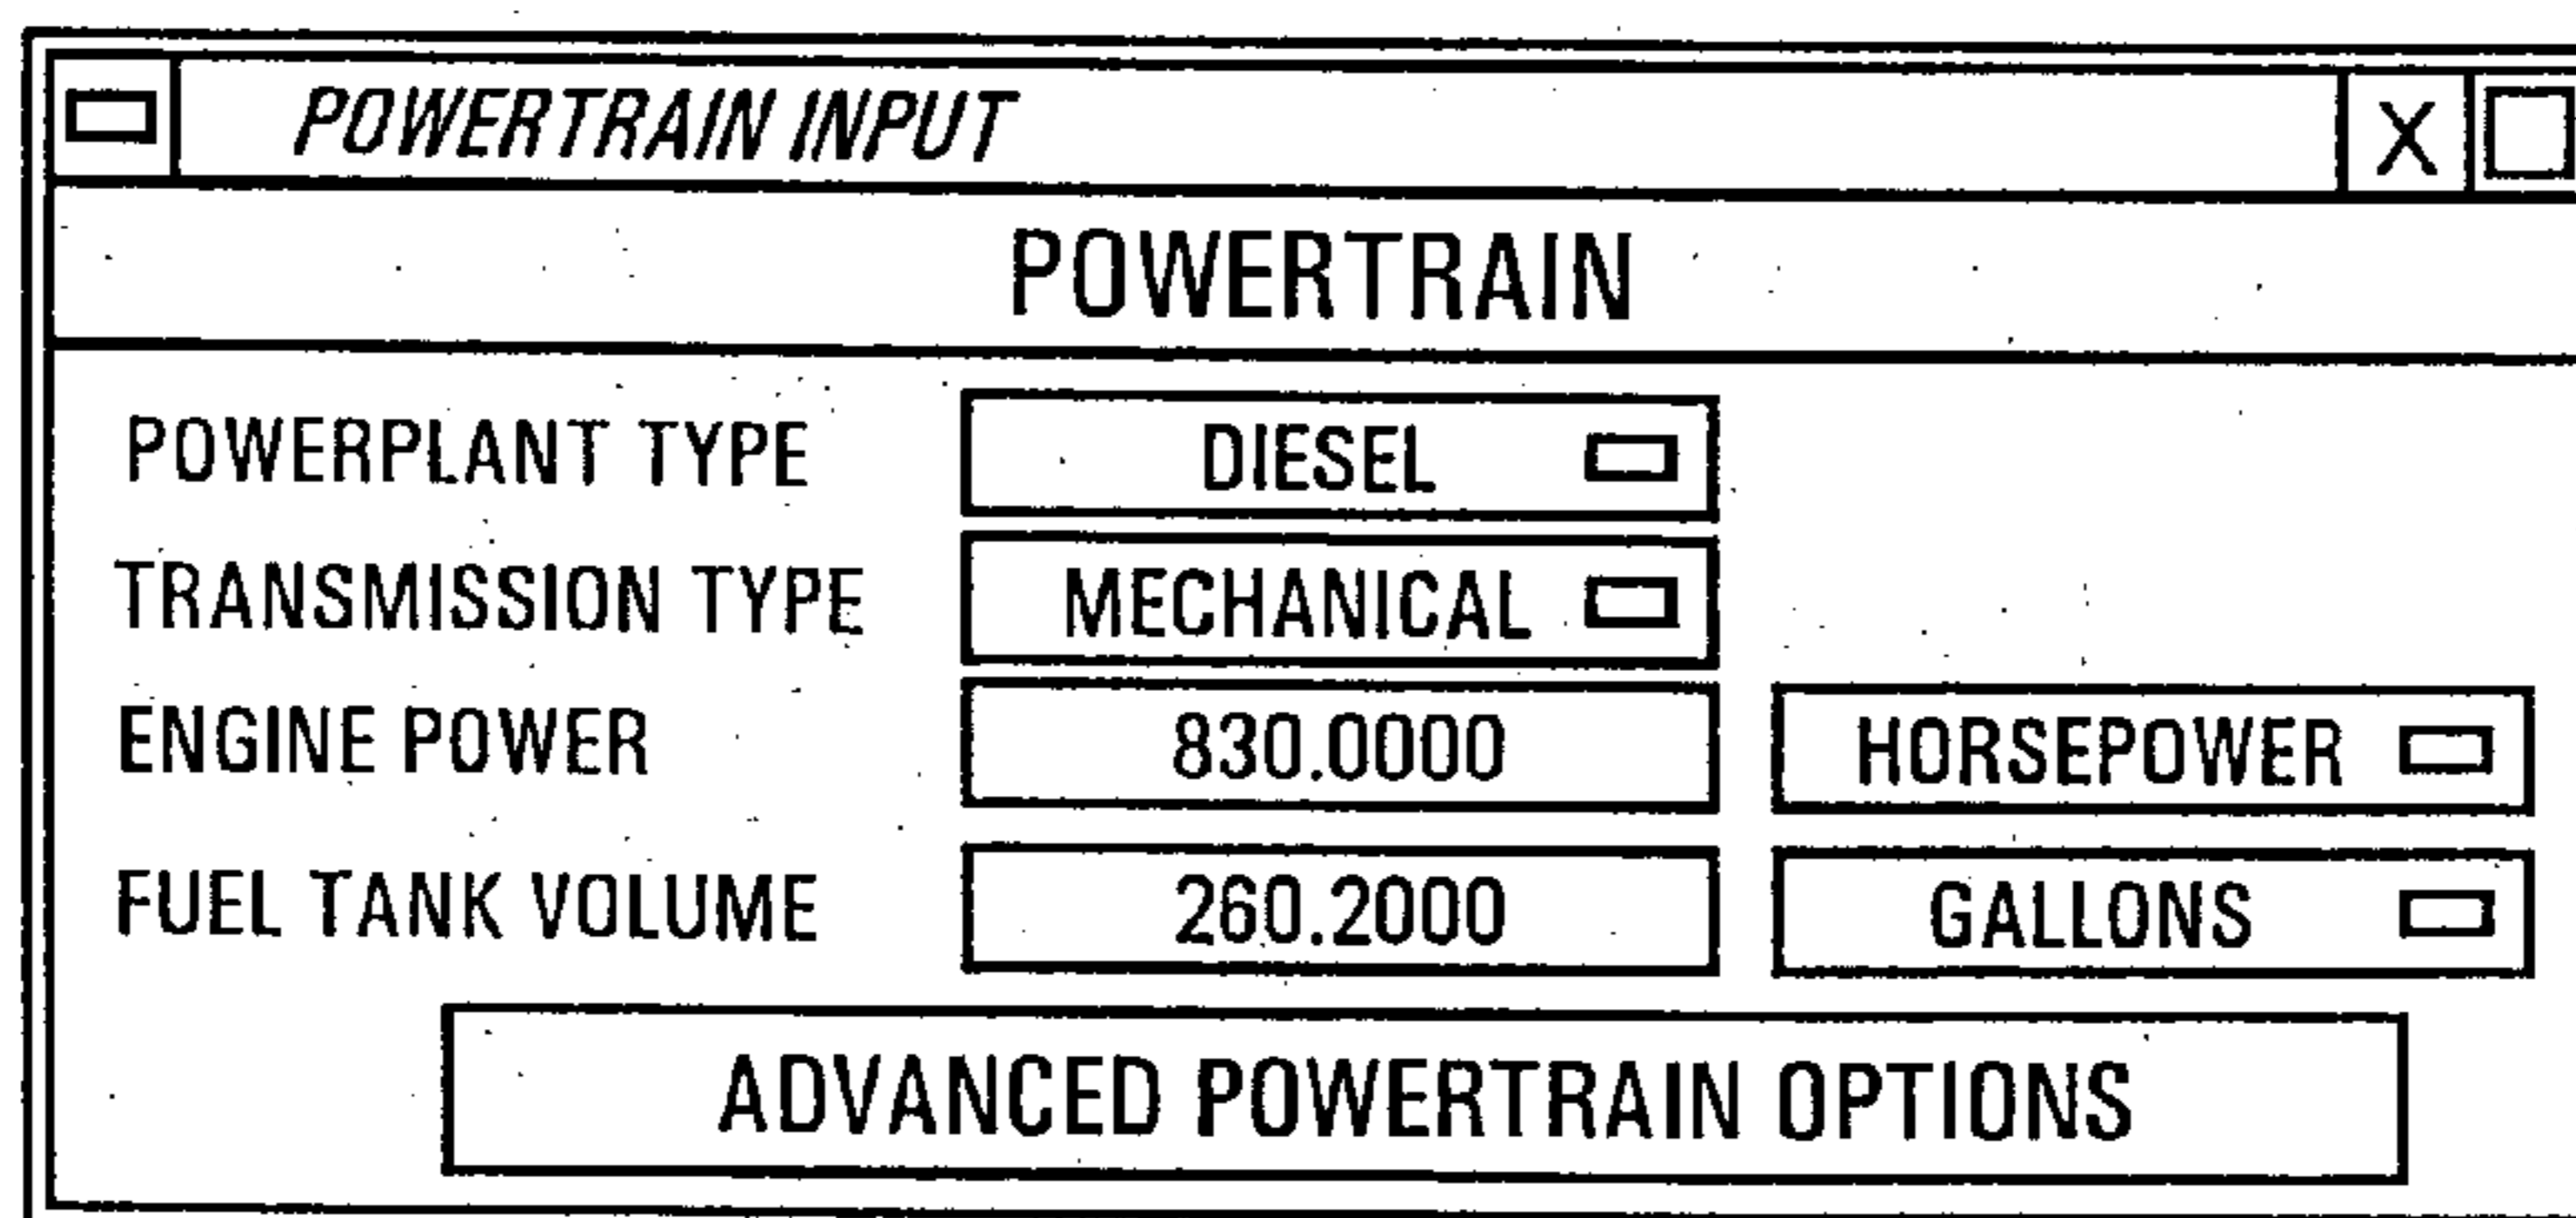 POWERTRAIN INPUT X
POWERTRAIN
POWERPLANT TYPE DIESEL
TRANSMISSION TYPE MECHANICAL
ENGINE POWER 830.0000 HORSEPOWER
FUEL TANK VOLUME 260.2000 GALLONS
ADVANCED POWERTRAIN OPTIONS